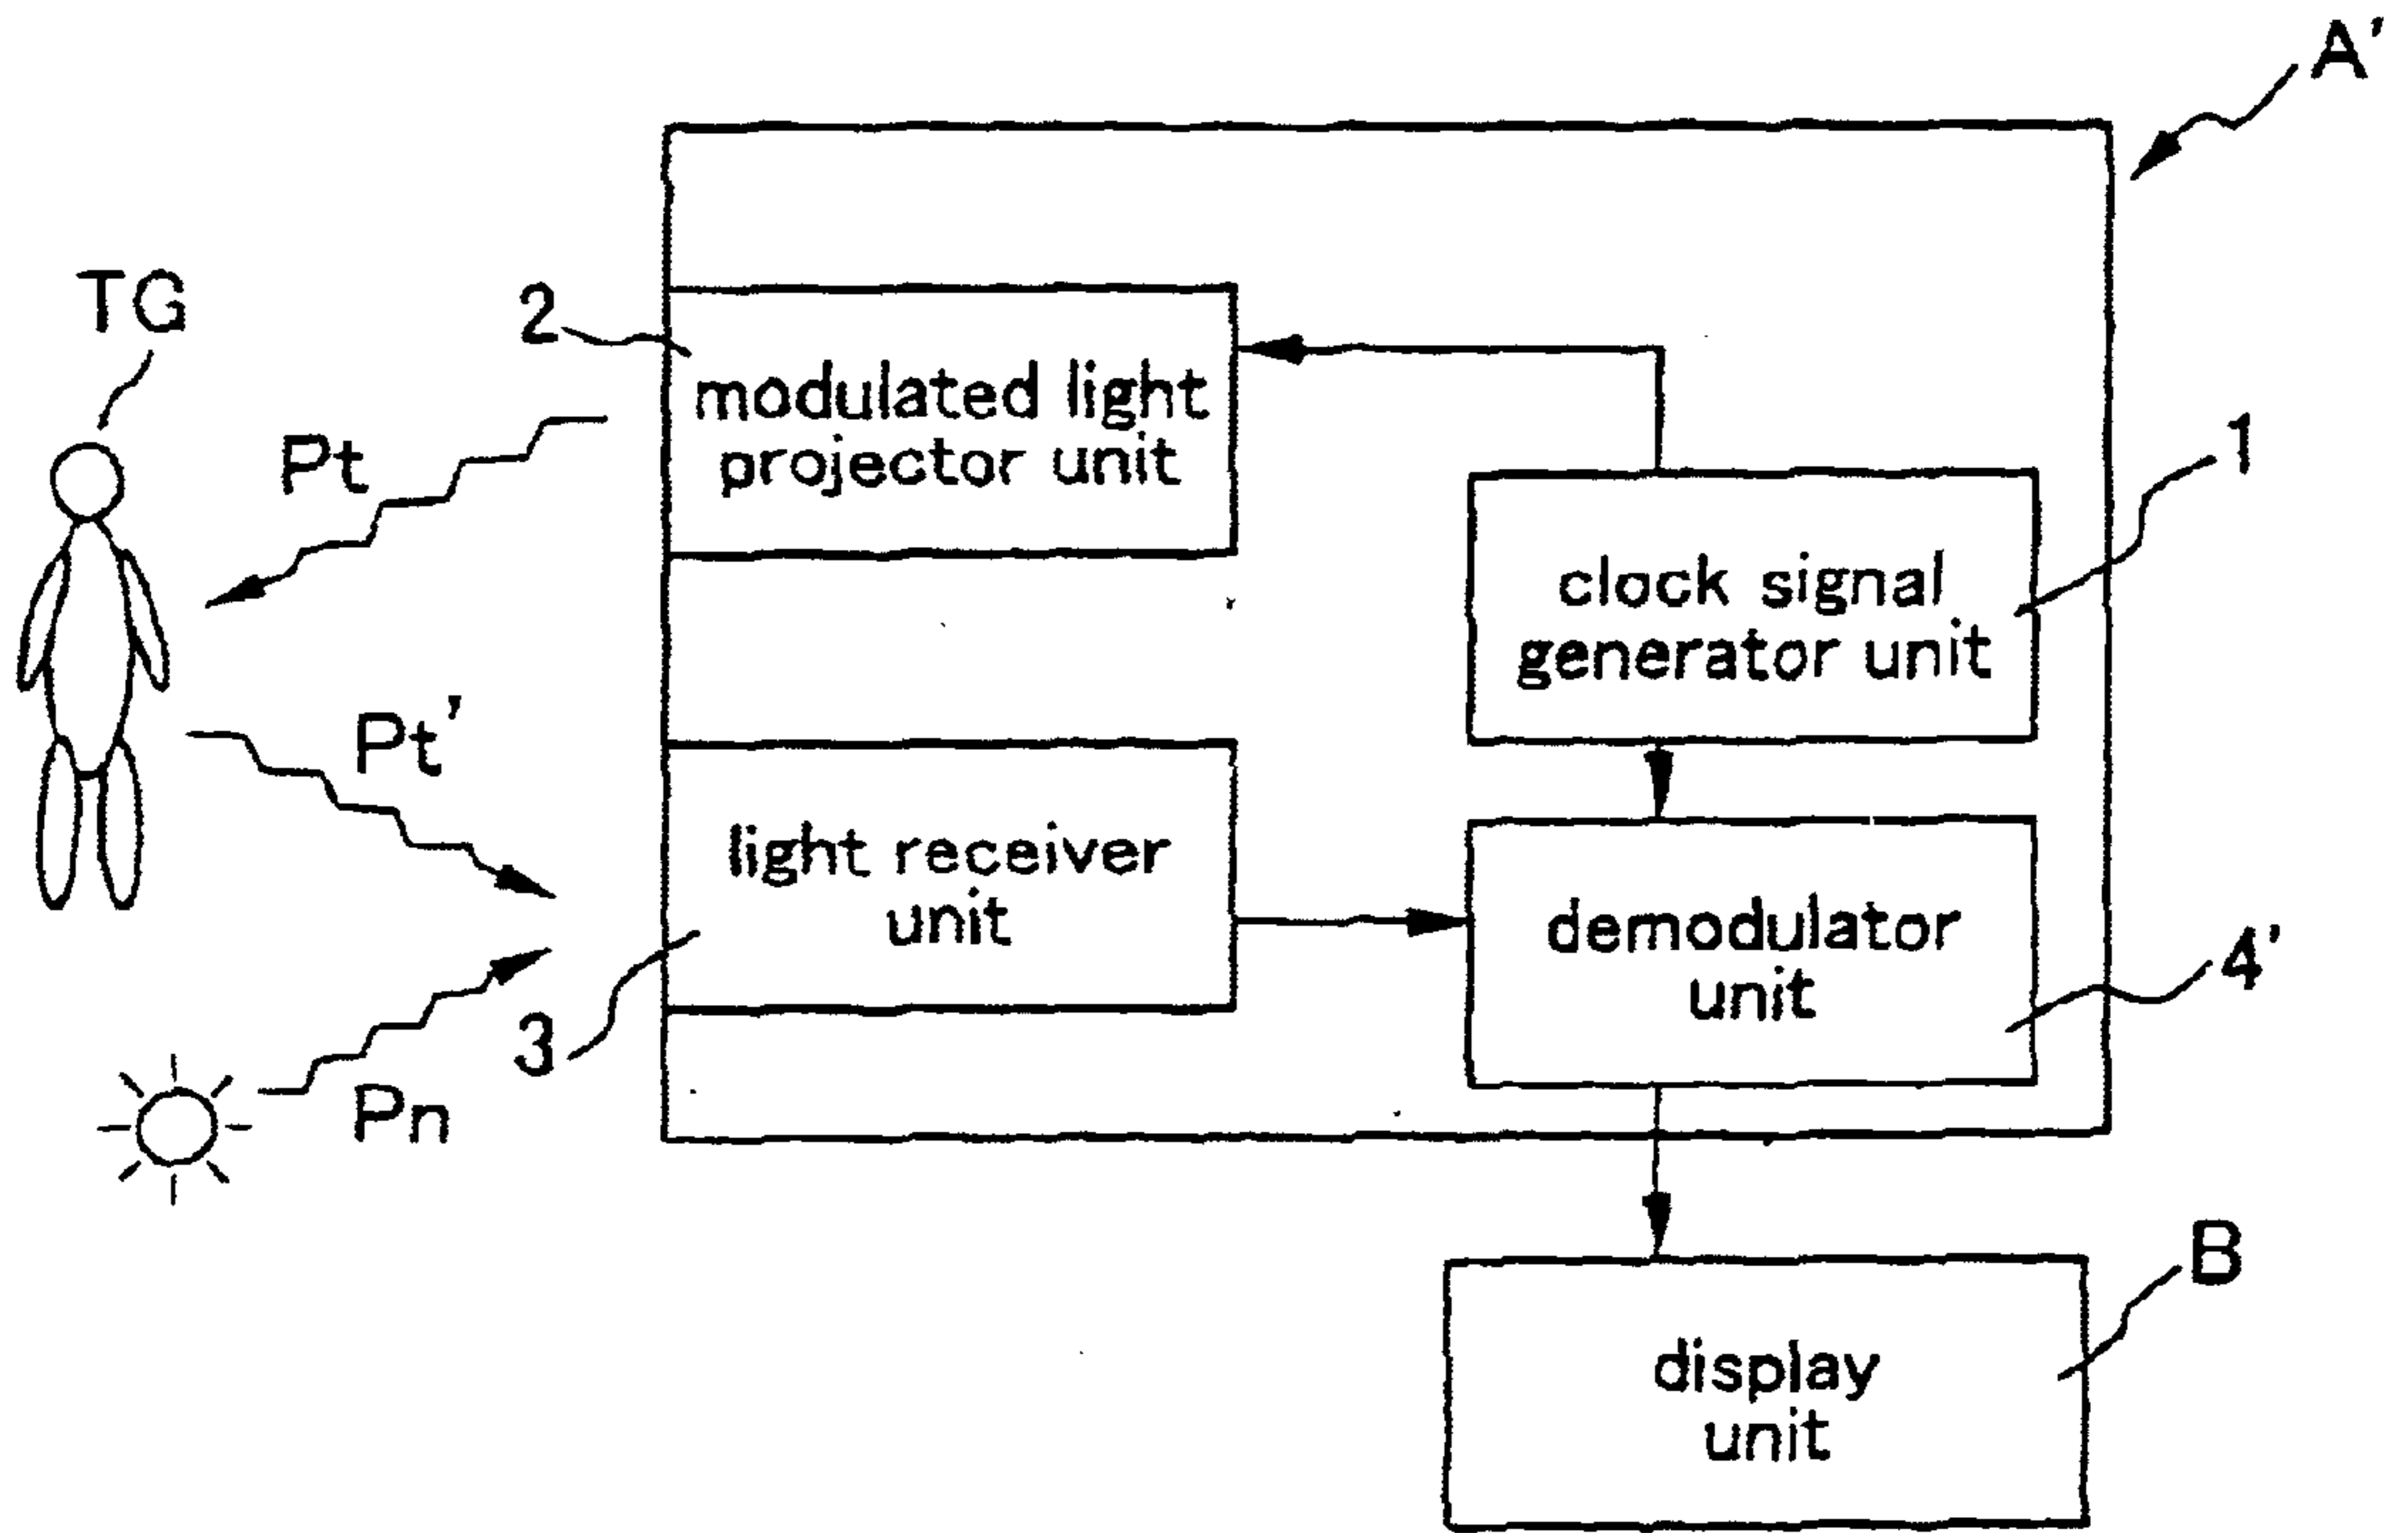 A'
TG
2
modulated light
projector unit
Pt
1
clock signal
generator unit
Pt'
light receiver
unit
demodulator
unit
4'
3
Pn
B
display
unit